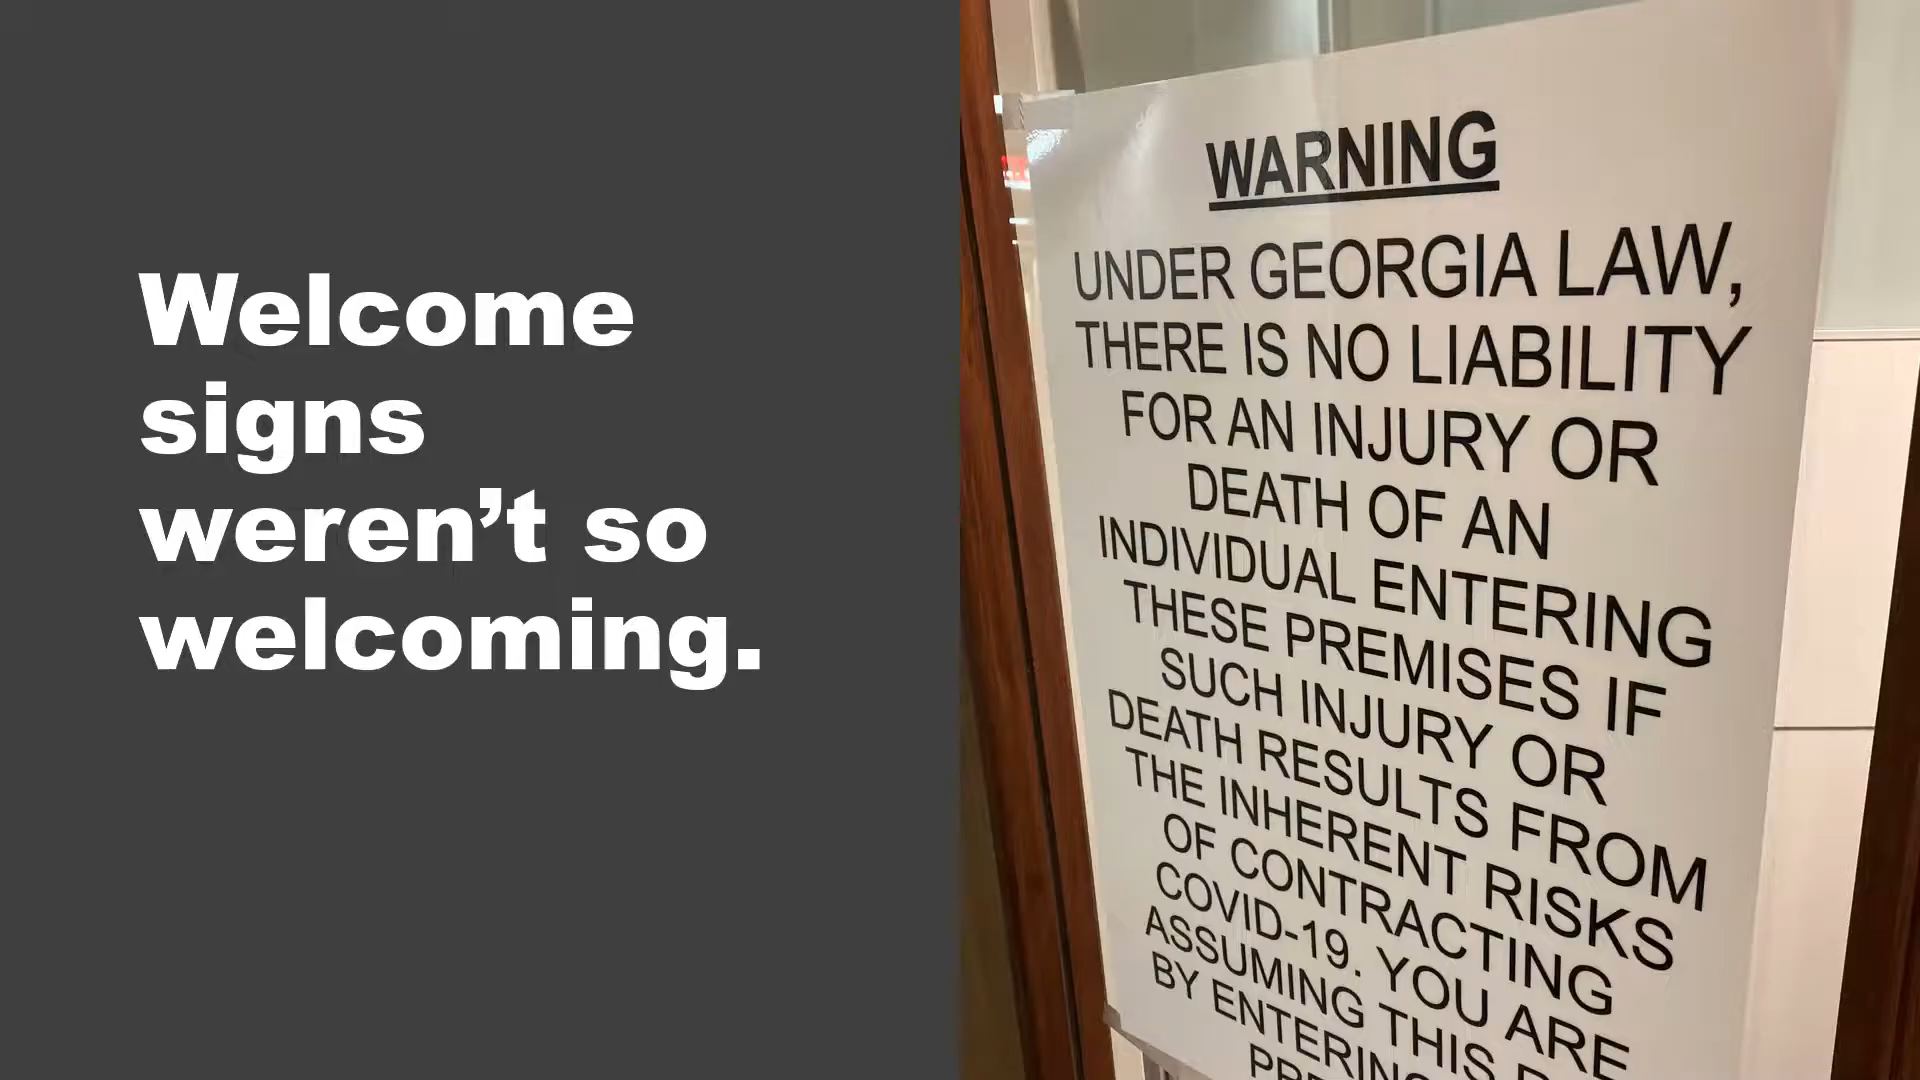 Welcome
signs
weren’t so
welcoming.
WARNING
UNDER GEORGIA LAW,
THERE IS NO LIABILITY
FOR AN INJURY OR
DEATH OF AN
INDIVIDUAL ENTERING
THESE PREMISES IF
SUCH INJURY OR
DEATH RESULTS FROM
THE INHERENT RISKS
OF CONTRACTING
COVID-19. YOU ARE
ASSUMING THIS
BY ENTERING